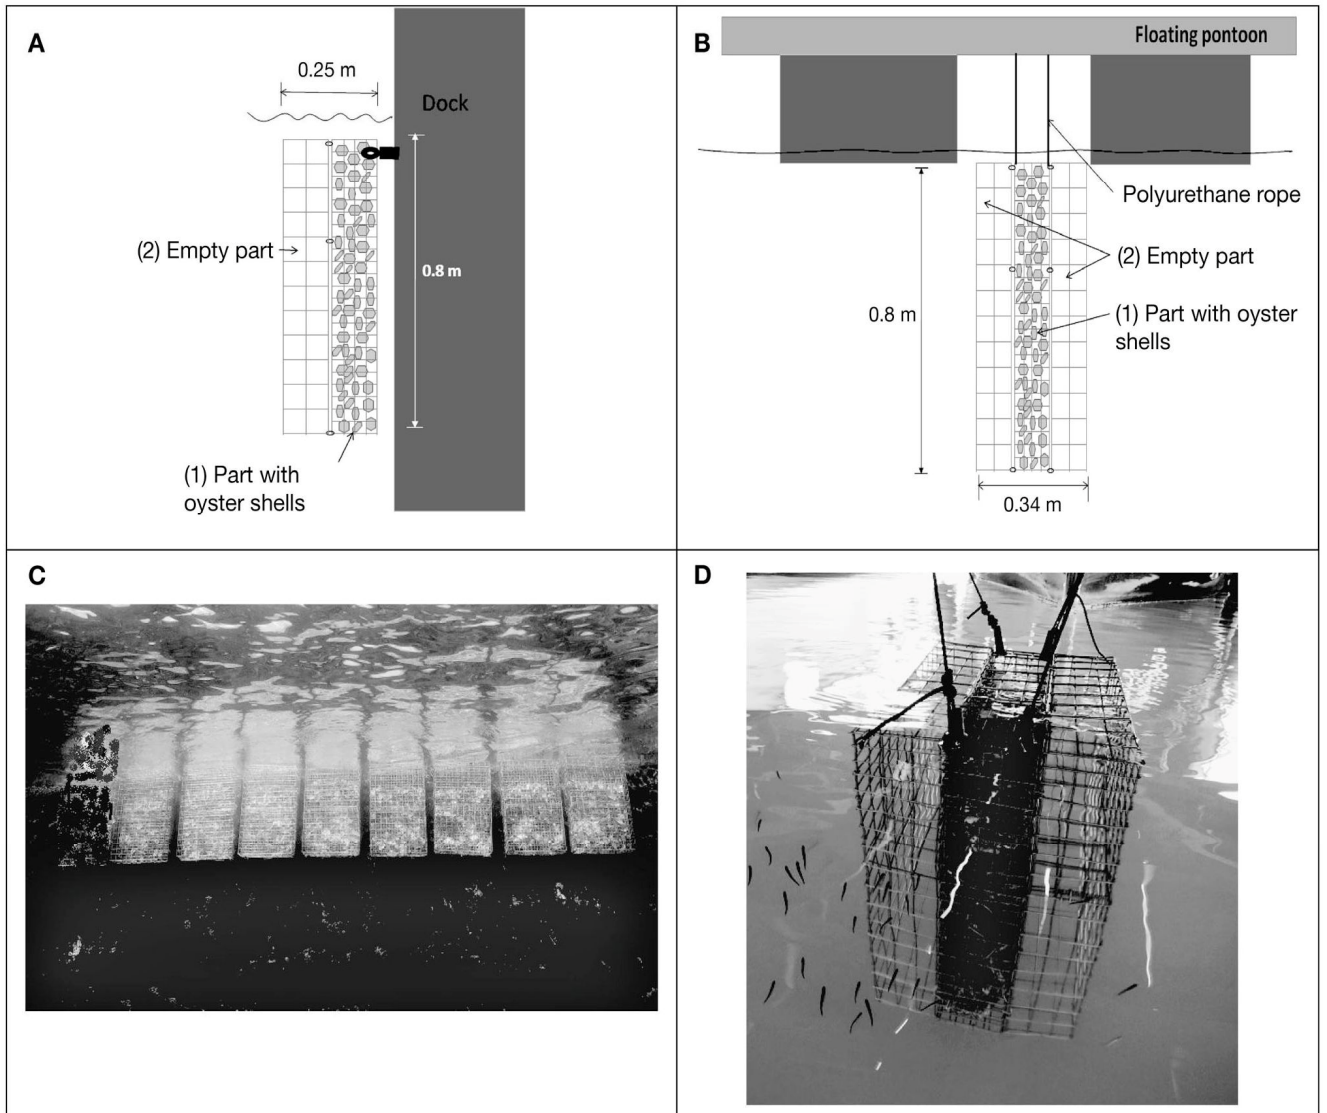 A
0.25 m
Dock
(2) Empty part
0.8 m
(1) Part with
oyster shells
B
Floating pontoon
Polyurethane rope
(2) Empty part
0.8 m
(1) Part with oyster
shells
0.34 m
C
D